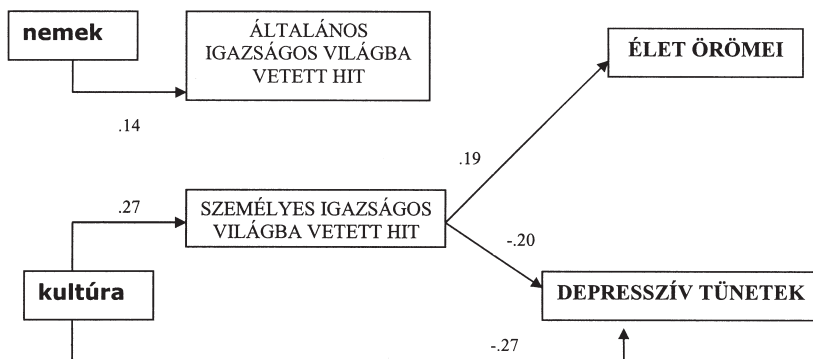 nemek
ÁLTALÁNOS
IGAZSÁGOS VILÁGBA
VETETT HIT
ÉLET ÖRÖMEI
.14
.19
.27
SZEMÉLYES IGAZSÁGOS
VILÁGBA VETETT HIT
-.20
kultúra
DEPRESSZÍV TÜNETEK
-.27